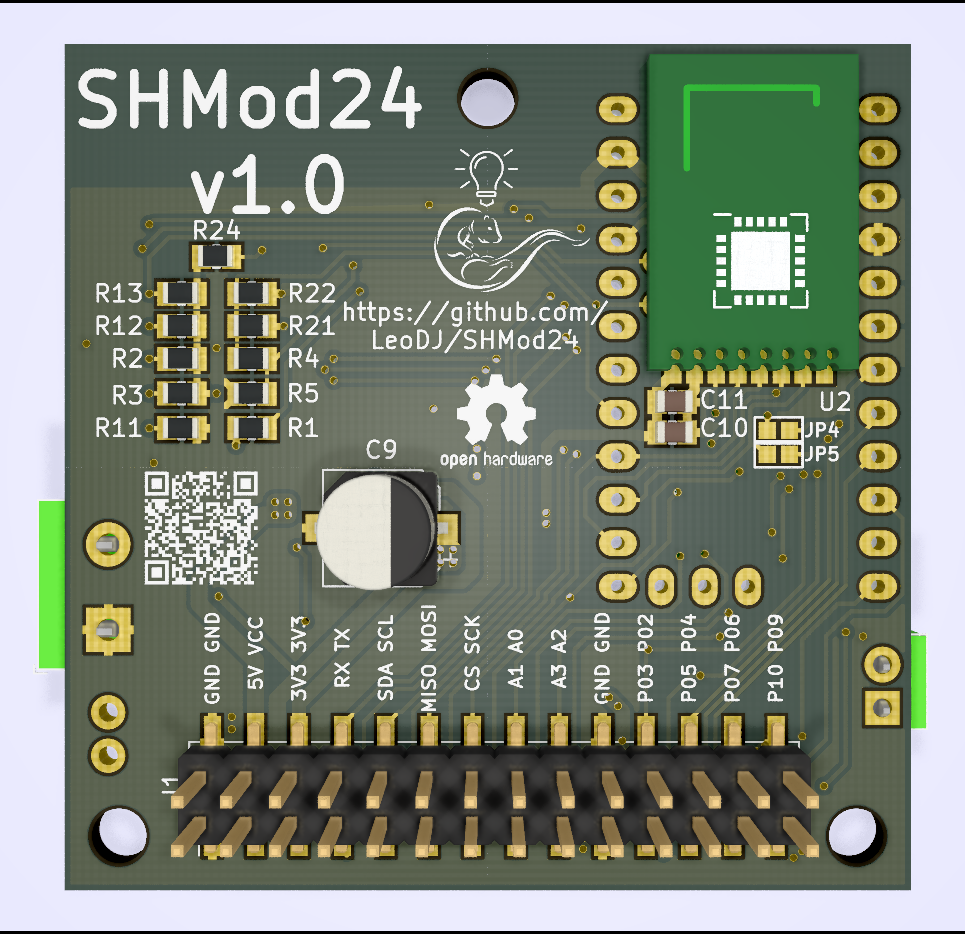 SHMod24
v1.0
R24
R13
R22
R12
R21
R2
R4
R3
R5
R11
R1
https://github.com/
LeoDJ/SHMod24
open hardware
C11
C10
U2
JP4
JP5
C9
GND GND
5V VCC
3V3 3V3
RX TX
SDA SCL
MISO MOSI
CS SCK
A1 A0
A3 A2
GND GND
P03 P02
P05 P04
P07 P06
P10 P09